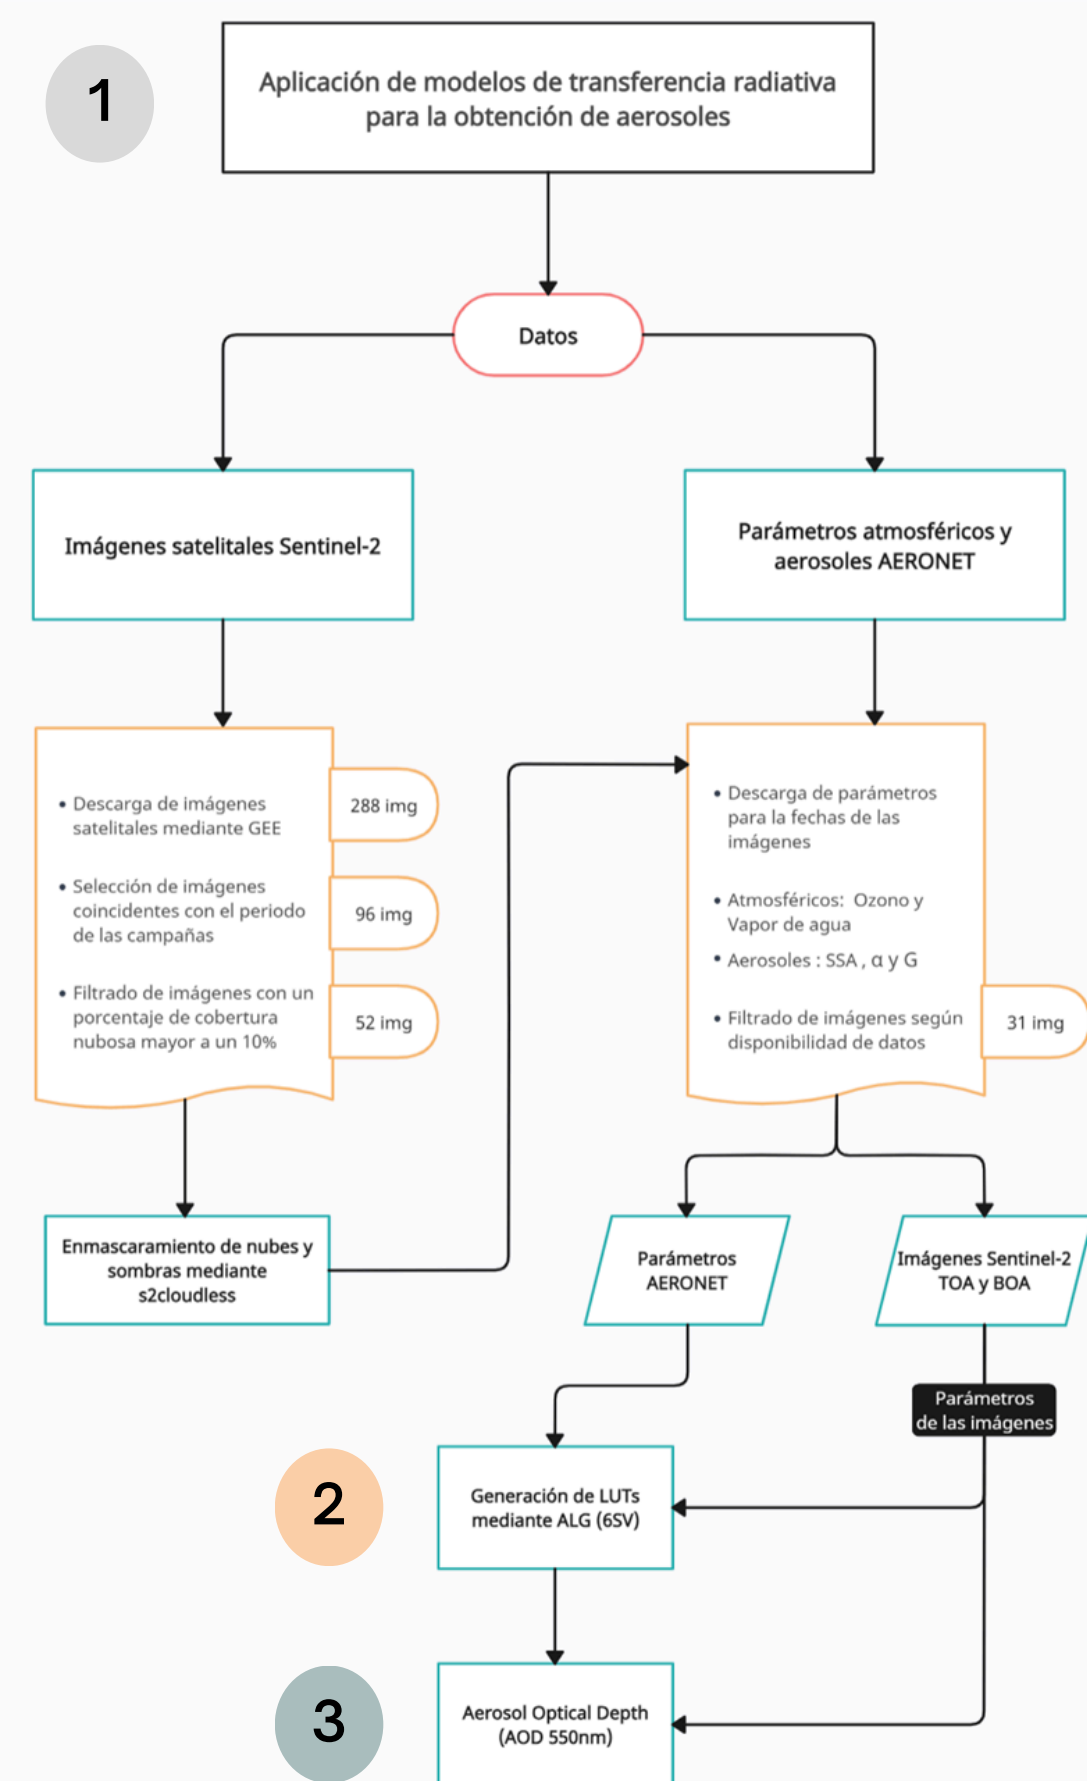 1
Aplicación de modelos de transferencia radiativa
para la obtención de aerosoles
Datos
Imágenes satelitales Sentinel-2
Parámetros atmosféricos y
aerosoles AERONET
• Descarga de imágenes
satelitales mediante GEE
288 img
• Selección de imágenes
coincidentes con el periodo
de las campañas
96 img
• Filtrado de imágenes con un
porcentaje de cobertura
nubosa mayor a un 10%
52 img
• Descarga de parámetros
para la fechas de las
imágenes
• Atmosféricos: Ozono y
Vapor de agua
• Aerosoles : SSA , α y G
• Filtrado de imágenes según
disponibilidad de datos
31 img
Enmascaramiento de nubes y
sombras mediante
s2cloudless
Parámetros
AERONET
Imágenes Sentinel-2
TOA y BOA
Parámetros
de las imágenes
2
Generación de LUTs
mediante ALG (6SV)
3
Aerosol Optical Depth
(AOD 550nm)